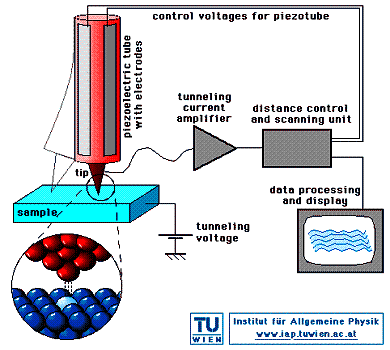 control voltages for piezotube
piezoelectric tube
with electrodes
tunneling
current
amplifier
distance control
and scanning unit
tip
sample
tunneling
voltage
data processing
and display
TU
WIEN
Institut für Allgemeine Physik
www.iap.tuwien.ac.at